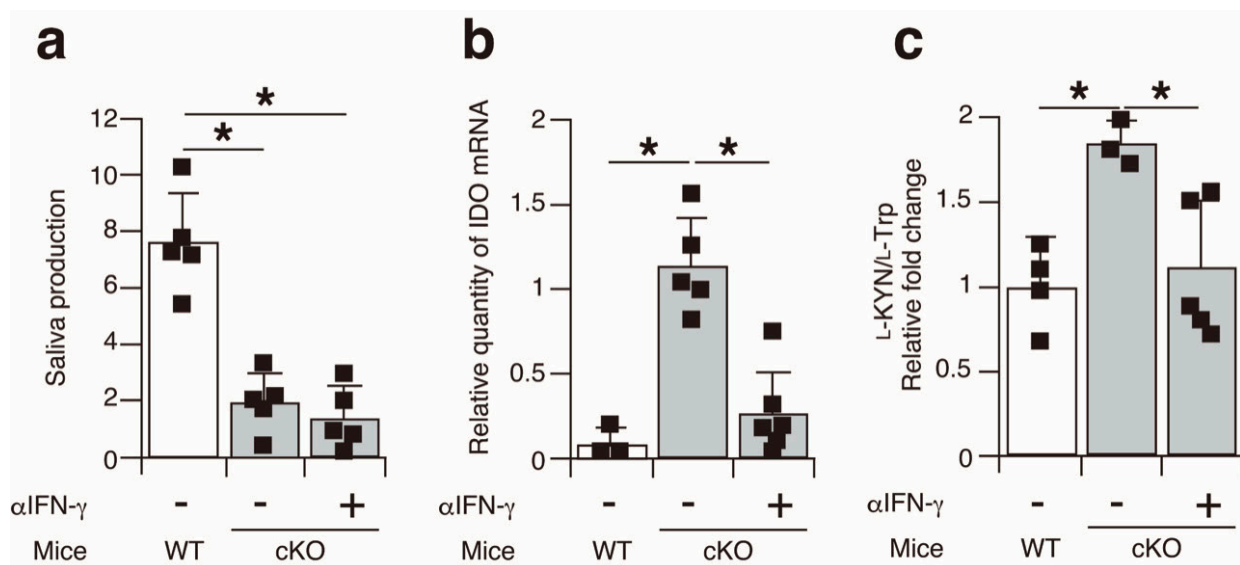 a
b
c
*
*
*
*
*
*
Saliva production
12
10
8
6
4
2
0
Relative quantity of IDO mRNA
2
1.5
1
0.5
0
L-KYN/L-Trp
Relative fold change
2
1.5
1
0.5
0
αIFN-γ - - +
Mice WT cKO
αIFN-γ - - +
Mice WT cKO
αIFN-γ - - +
Mice WT cKO